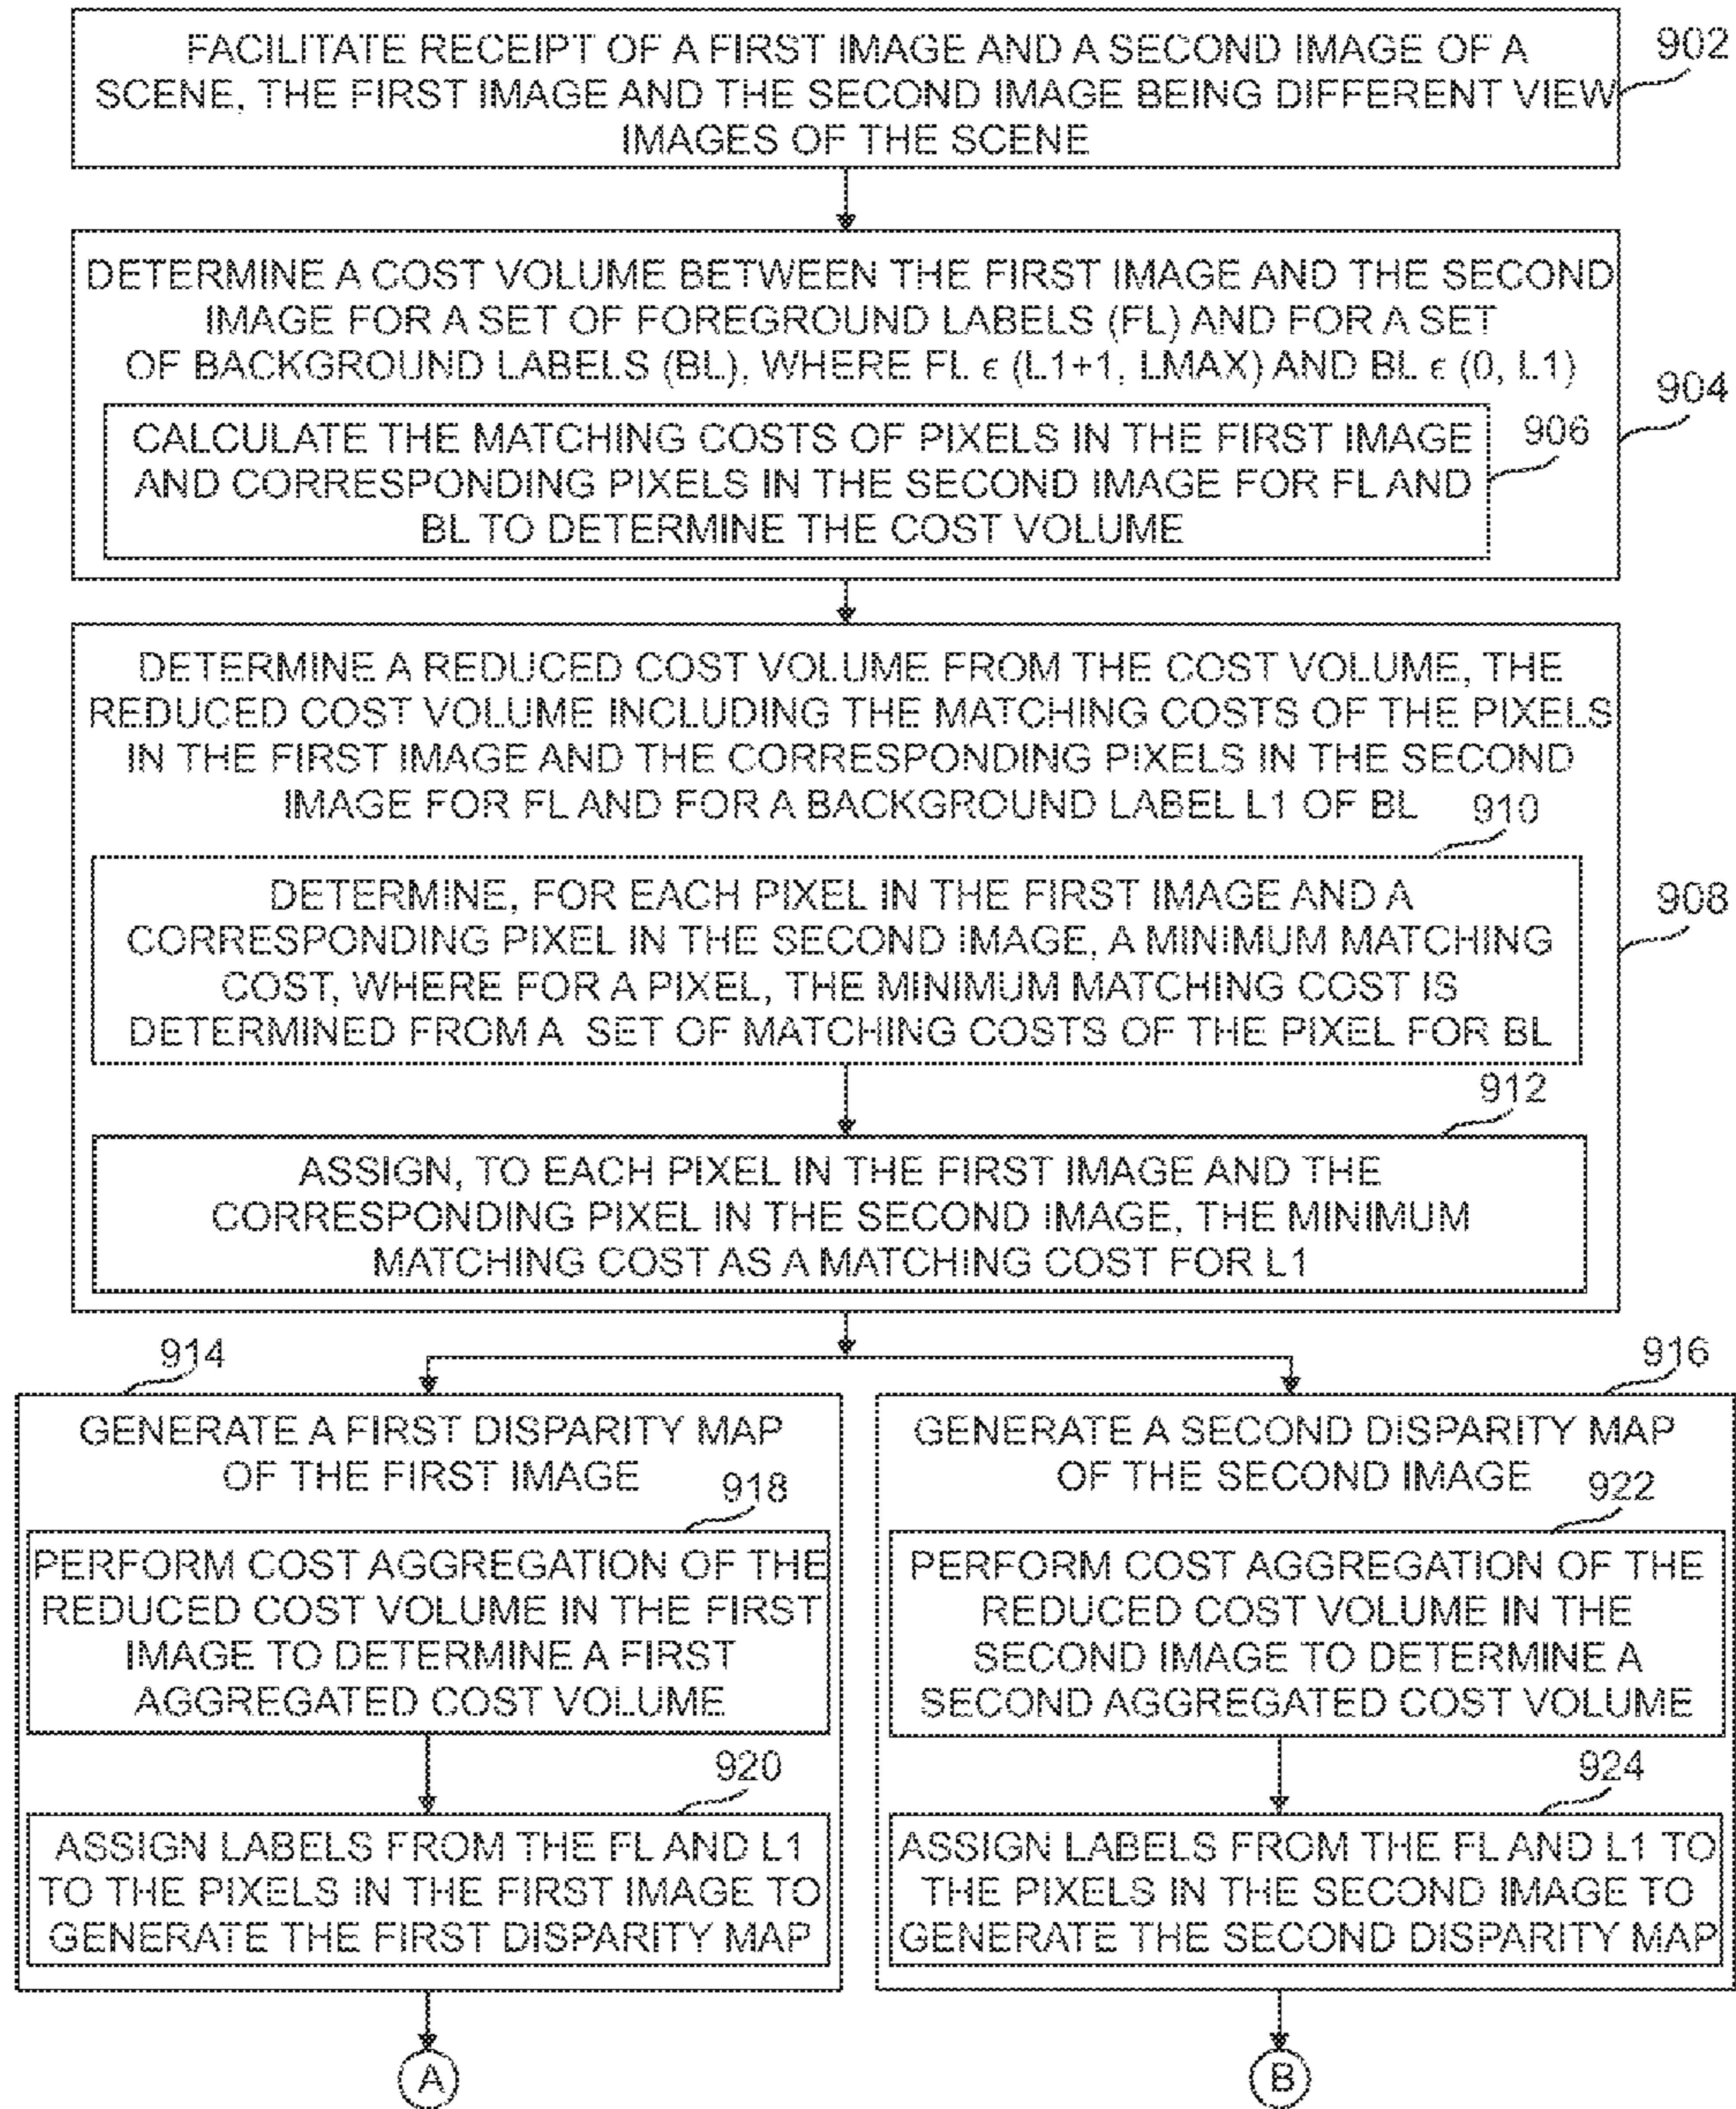 FACILITATE RECEIPT OF A FIRST IMAGE AND A SECOND IMAGE OF A
SCENE, THE FIRST IMAGE AND THE SECOND IMAGE BEING DIFFERENT VIEW
IMAGES OF THE SCENE
902
DETERMINE A COST VOLUME BETWEEN THE FIRST IMAGE AND THE SECOND
IMAGE FOR A SET OF FOREGROUND LABELS (FL) AND FOR A SET
OF BACKGROUND LABELS (BL), WHERE FL ϵ (L1+1, LMAX) AND BL ϵ (0, L1)
904
CALCULATE THE MATCHING COSTS OF PIXELS IN THE FIRST IMAGE
AND CORRESPONDING PIXELS IN THE SECOND IMAGE FOR FL AND
BL TO DETERMINE THE COST VOLUME
906
DETERMINE A REDUCED COST VOLUME FROM THE COST VOLUME, THE
REDUCED COST VOLUME INCLUDING THE MATCHING COSTS OF THE PIXELS
IN THE FIRST IMAGE AND THE CORRESPONDING PIXELS IN THE SECOND
IMAGE FOR FL AND FOR A BACKGROUND LABEL L1 OF BL
908
910
DETERMINE, FOR EACH PIXEL IN THE FIRST IMAGE AND A
CORRESPONDING PIXEL IN THE SECOND IMAGE, A MINIMUM MATCHING
COST, WHERE FOR A PIXEL, THE MINIMUM MATCHING COST IS
DETERMINED FROM A SET OF MATCHING COSTS OF THE PIXEL FOR BL
912
ASSIGN, TO EACH PIXEL IN THE FIRST IMAGE AND THE
CORRESPONDING PIXEL IN THE SECOND IMAGE, THE MINIMUM
MATCHING COST AS A MATCHING COST FOR L1
914
GENERATE A FIRST DISPARITY MAP
OF THE FIRST IMAGE
918
PERFORM COST AGGREGATION OF THE
REDUCED COST VOLUME IN THE FIRST
IMAGE TO DETERMINE A FIRST
AGGREGATED COST VOLUME
920
ASSIGN LABELS FROM THE FL AND L1
TO THE PIXELS IN THE FIRST IMAGE TO
GENERATE THE FIRST DISPARITY MAP
A
916
GENERATE A SECOND DISPARITY MAP
OF THE SECOND IMAGE
922
PERFORM COST AGGREGATION OF THE
REDUCED COST VOLUME IN THE
SECOND IMAGE TO DETERMINE A
SECOND AGGREGATED COST VOLUME
924
ASSIGN LABELS FROM THE FL AND L1 TO
THE PIXELS IN THE SECOND IMAGE TO
GENERATE THE SECOND DISPARITY MAP
B